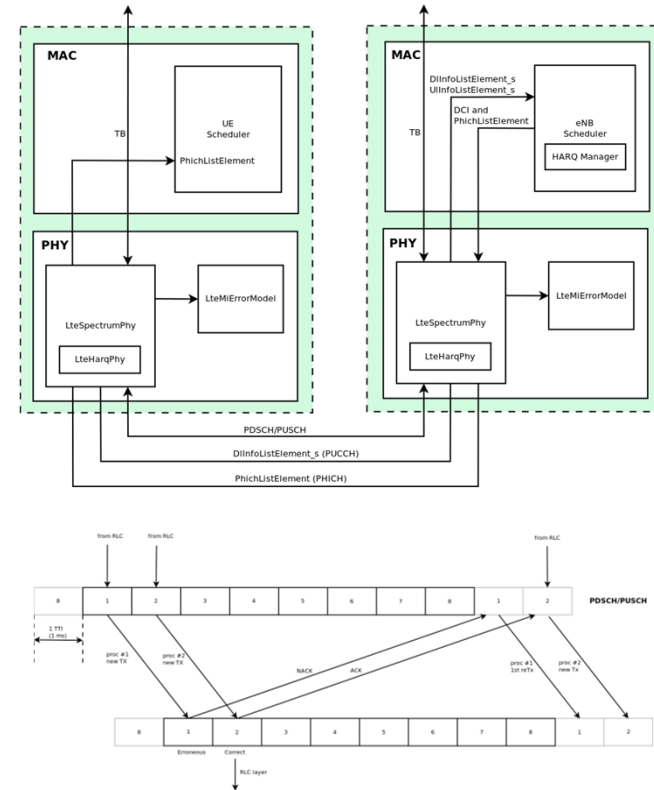 MAC
UE
Scheduler
TB
PhichListElement
PHY
LteSpectrumPhy
LteHarqPhy
LteMiErrorModel
MAC
DlInfoListElement_s
UlInfoListElement_s
DCI and
PhichListElement
eNB
Scheduler
HARQ Manager
TB
PHY
LteSpectrumPhy
LteHarqPhy
LteMiErrorModel
PDSCH/PUSCH
DlInfoListElement_s (PUCCH)
PhichListElement (PHICH)
from RLC
from RLC
from RLC
8 1 2 3 4 5 6 7 8 1 2
PDSCH/PUSCH
1 TTI
(1 ms)
proc #1
new TX
proc #2
new TX
NACK
ACK
proc #1
1st reTx
proc #2
new Tx
8 1 2 3 4 5 6 7 8 1 2
Erroneous
Correct
RLC layer